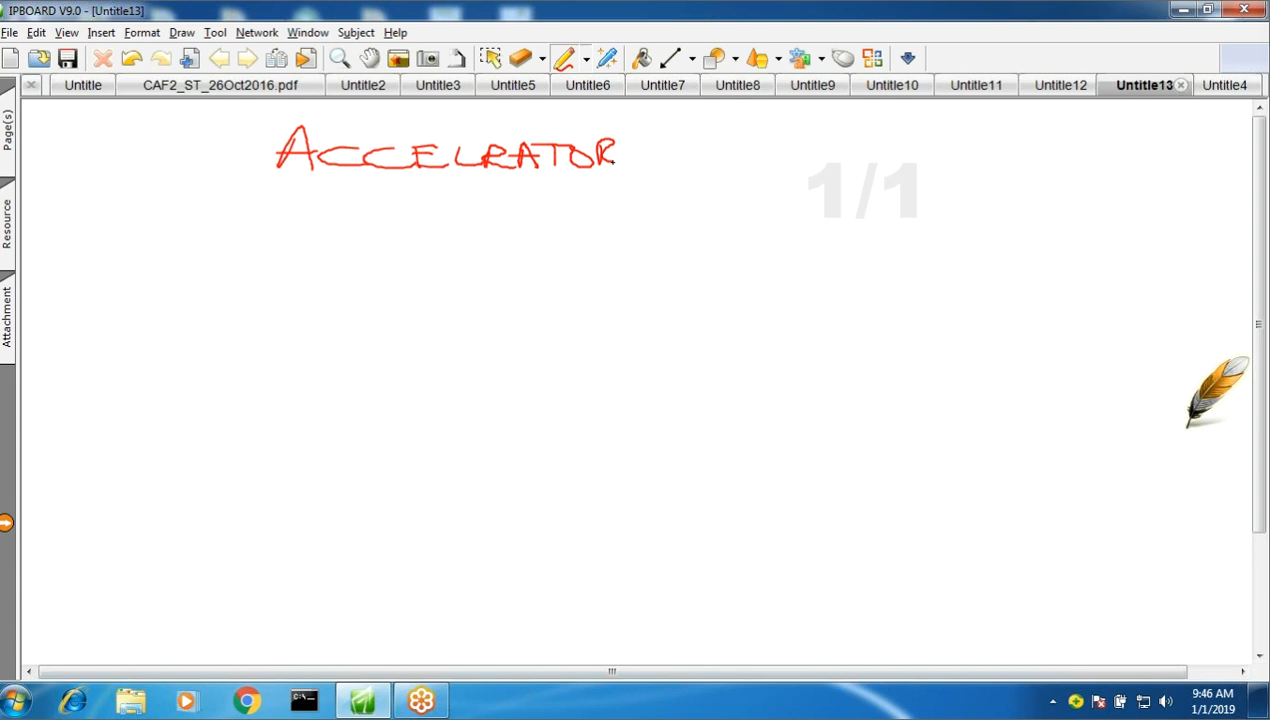 IPBOARD V9.0 - [Untitle13]
File Edit View Insert Format Draw Tool Network Window Subject Help
Untitle CAF2_ST_26Oct2016.pdf Untitle2 Untitle3 Untitle5 Untitle6 Untitle7 Untitle8 Untitle9 Untitle10 Untitle11 Untitle12 Untitle13 Untitle4
Page(s)
Resource
Attachment
ACCELRATOR
1/1
9:46 AM
1/1/2019